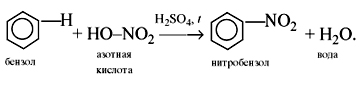 H
+ HO–NO₂ H₂SO₄, t → NO₂ + H₂O.
бензол азотная кислота нитробензол вода